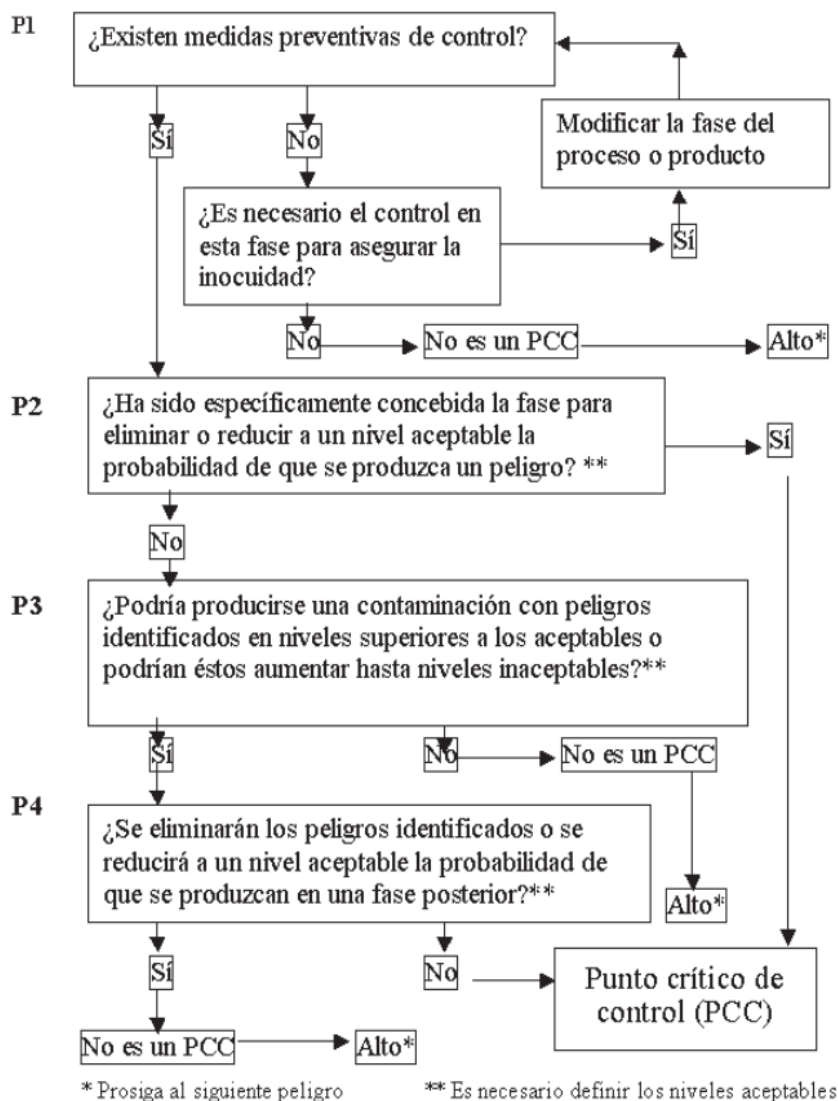 P1
¿Existen medidas preventivas de control?
Sí
No
Modificar la fase del
proceso o producto
¿Es necesario el control en
esta fase para asegurar la
inocuidad?
Sí
No
No es un PCC
Alto*
P2
¿Ha sido específicamente concebida la fase para
eliminar o reducir a un nivel aceptable la
probabilidad de que se produzca un peligro? **
Sí
No
P3
¿Podría producirse una contaminación con peligros
identificados en niveles superiores a los aceptables o
podrían éstos aumentar hasta niveles inaceptables?**
Sí
No
No es un PCC
P4
¿Se eliminarán los peligros identificados o se
reducirá a un nivel aceptable la probabilidad de
que se produzcan en una fase posterior?**
Alto*
Sí
No
Punto crítico de
control (PCC)
No es un PCC
Alto*
* Prosiga al siguiente peligro
** Es necesario definir los niveles aceptables